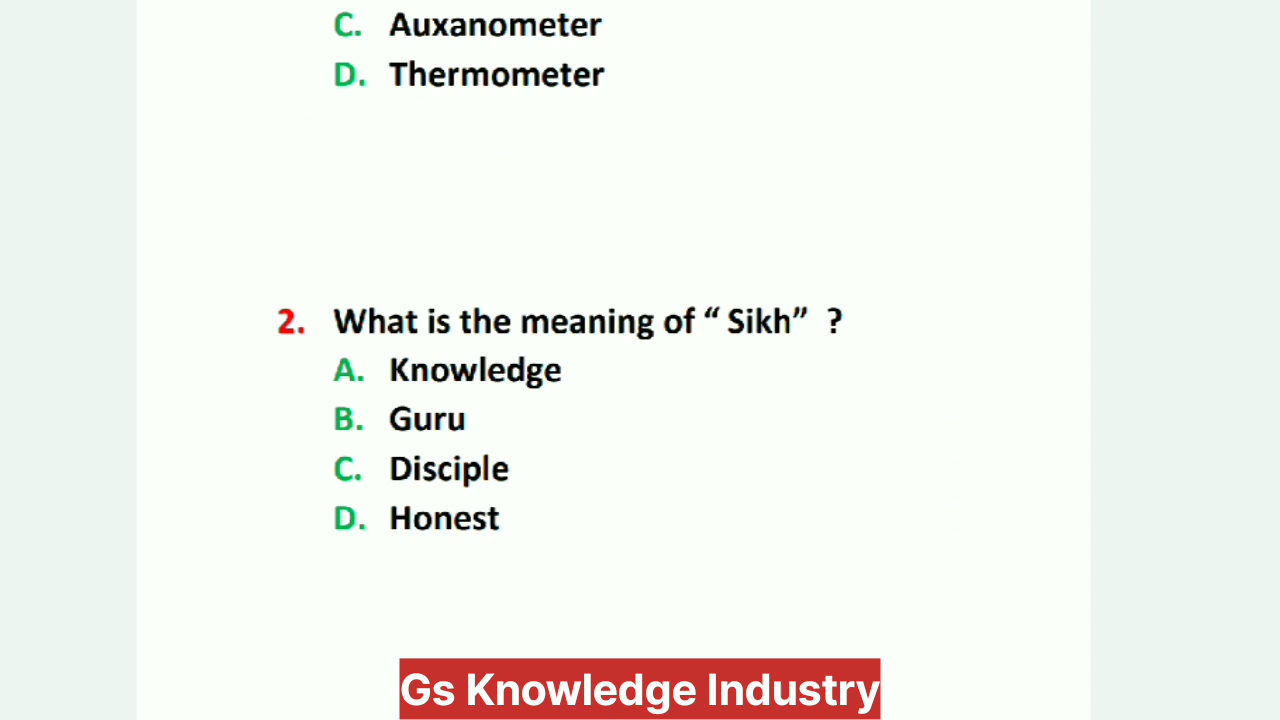 C. Auxanometer
D. Thermometer
2. What is the meaning of “ Sikh”  ?
A. Knowledge
B. Guru
C. Disciple
D. Honest
Gs Knowledge Industry